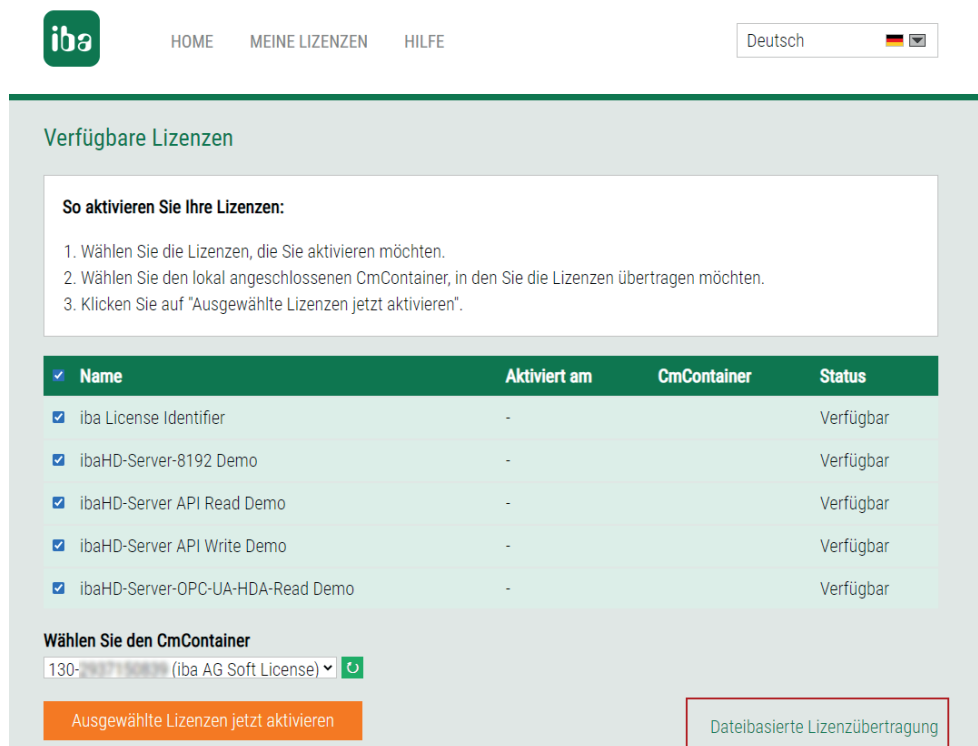 iba
HOME MEINE LIZENZEN HILFE Deutsch
Verfügbare Lizenzen
So aktivieren Sie Ihre Lizenzen:
1. Wählen Sie die Lizenzen, die Sie aktivieren möchten.
2. Wählen Sie den lokal angeschlossenen CmContainer, in den Sie die Lizenzen übertragen möchten.
3. Klicken Sie auf "Ausgewählte Lizenzen jetzt aktivieren".
Name Aktiviert am CmContainer Status
iba License Identifier - Verfügbar
ibaHD-Server-8192 Demo - Verfügbar
ibaHD-Server API Read Demo - Verfügbar
ibaHD-Server API Write Demo - Verfügbar
ibaHD-Server-OPC-UA-HDA-Read Demo - Verfügbar
Wählen Sie den CmContainer
130- (iba AG Soft License)
Ausgewählte Lizenzen jetzt aktivieren
Dateibasierte Lizenzübertragung